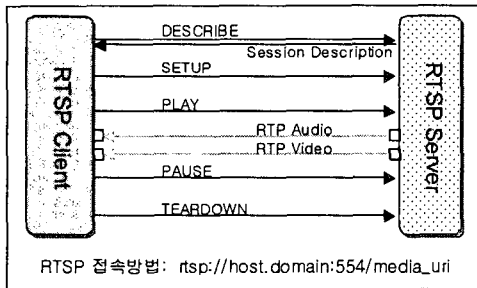 DESCRIBE
Session Description
SETUP
PLAY
RTP Audio
RTP Video
PAUSE
TEARDOWN
RTSP Client
RTSP Server
RTSP 접속방법: rtsp://host.domain:554/media_uri